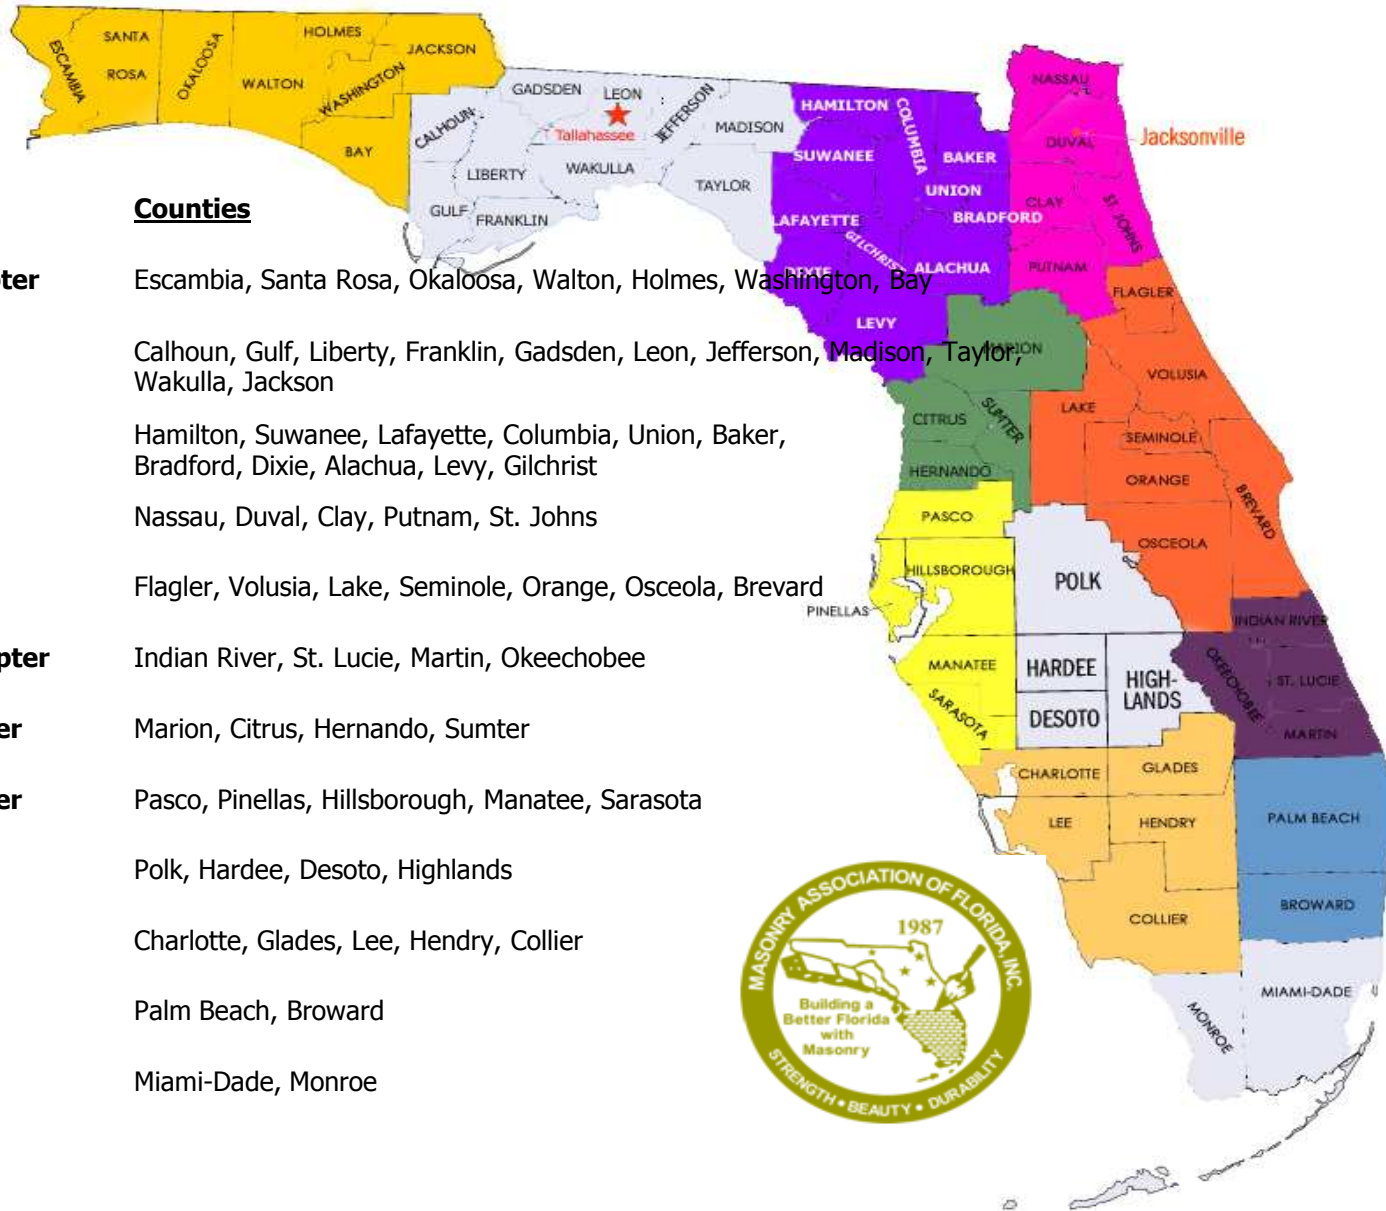 HOLMES
SANTA
ROSA
ESCAMBIA
OKALOOSA
JACKSON
WALTON
WASHINGTON
BAY
GADSDEN
LEON
Tallahassee
CALHOUN
JEFFERSON
MADISON
LIBERTY
WAKULLA
TAYLOR
GULF
FRANKLIN
HAMILTON
COLUMBIA
SUWANEE
BAKER
UNION
LAFAYETTE
BRADFORD
GILCHRIST
DIXIE
ALACHUA
LEVY
NASSAU
DUVAL
Jacksonville
CLAY
ST. JOHNS
PUTNAM
FLAGLER
MARION
VOLUSIA
CITRUS
SUMTER
LAKE
SEMINOLE
HERNANDO
ORANGE
BREVARD
PASCO
OSCEOLA
HILLSBOROUGH
POLK
PINELLAS
INDIAN RIVER
MANATEE
HARDEE
HIGH-
LANDS
OKEECHOBEE
ST. LUCIE
SARASOTA
DESOTO
MARTIN
CHARLOTTE
GLADES
LEE
HENDRY
PALM BEACH
COLLIER
BROWARD
MIAMI-DADE
MONROE
Counties
ter Escambia, Santa Rosa, Okaloosa, Walton, Holmes, Washington, Bay
Calhoun, Gulf, Liberty, Franklin, Gadsden, Leon, Jefferson, Madison, Taylor,
Wakulla, Jackson
Hamilton, Suwanee, Lafayette, Columbia, Union, Baker,
Bradford, Dixie, Alachua, Levy, Gilchrist
Nassau, Duval, Clay, Putnam, St. Johns
Flagler, Volusia, Lake, Seminole, Orange, Osceola, Brevard
pter Indian River, St. Lucie, Martin, Okeechobee
er Marion, Citrus, Hernando, Sumter
er Pasco, Pinellas, Hillsborough, Manatee, Sarasota
Polk, Hardee, Desoto, Highlands
Charlotte, Glades, Lee, Hendry, Collier
Palm Beach, Broward
Miami-Dade, Monroe
MASONRY ASSOCIATION OF FLORIDA, INC.
1987
Building a
Better Florida
with
Masonry
STRENGTH • BEAUTY • DURABILITY